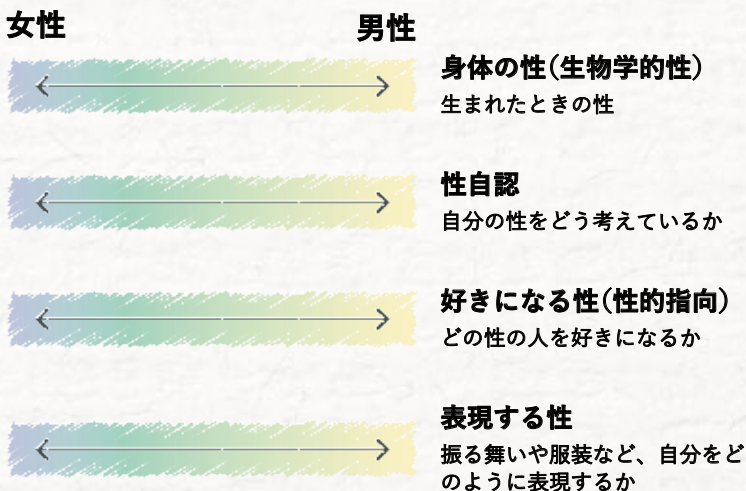 女性
男性
身体の性(生物学的性)
生まれたときの性
性自認
自分の性をどう考えているか
好きになる性(性的指向)
どの性の人を好きになるか
表現する性
振る舞いや服装など、自分をど
のように表現するか